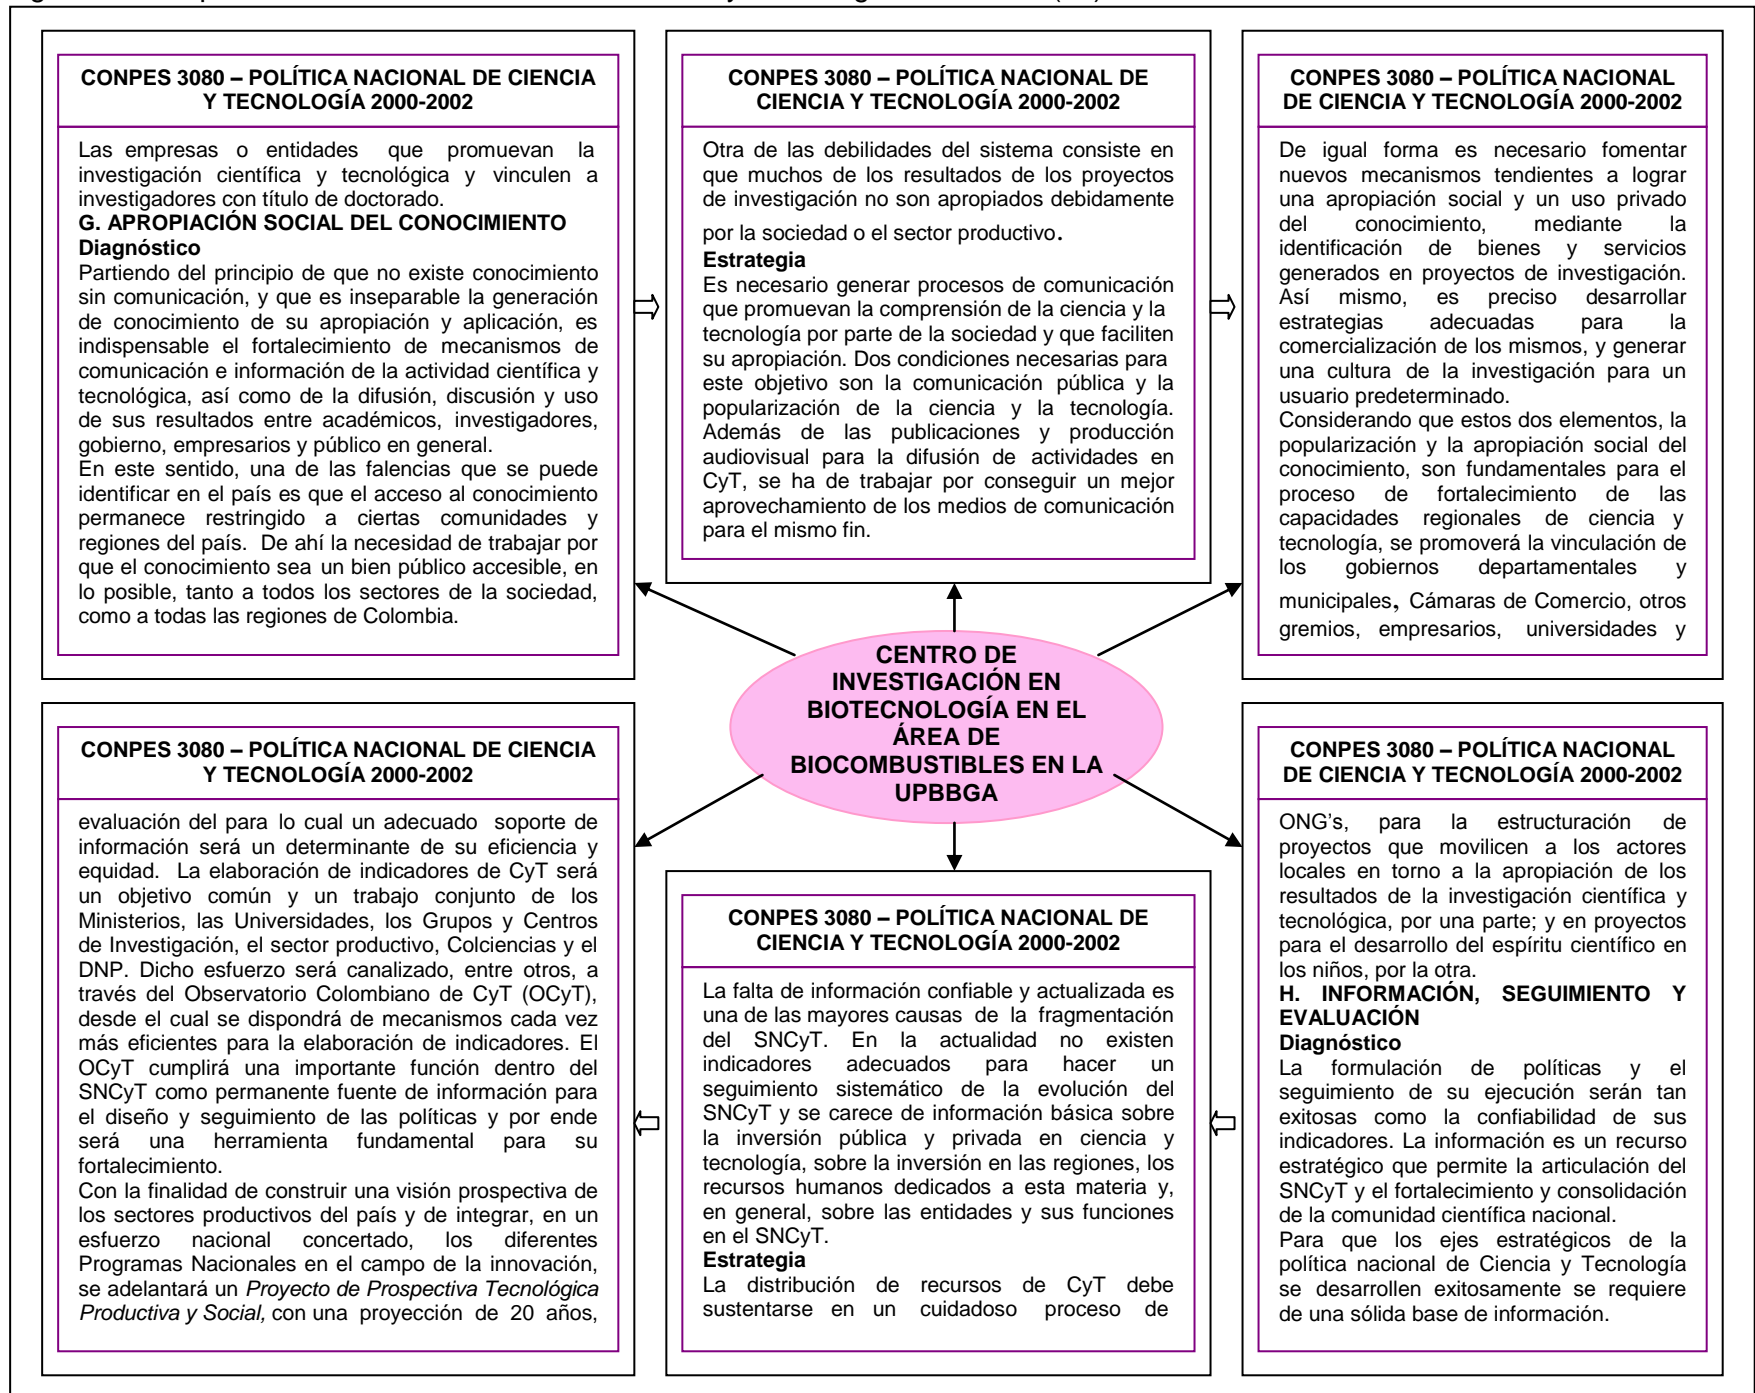 CONPES 3080 – POLÍTICA NACIONAL DE CIENCIA
Y TECNOLOGÍA 2000-2002
Las empresas o entidades que promuevan la
investigación científica y tecnológica y vinculen a
investigadores con título de doctorado.
G. APROPIACIÓN SOCIAL DEL CONOCIMIENTO
Diagnóstico
Partiendo del principio de que no existe conocimiento
sin comunicación, y que es inseparable la generación
de conocimiento de su apropiación y aplicación, es
indispensable el fortalecimiento de mecanismos de
comunicación e información de la actividad científica y
tecnológica, así como de la difusión, discusión y uso
de sus resultados entre académicos, investigadores,
gobierno, empresarios y público en general.
En este sentido, una de las falencias que se puede
identificar en el país es que el acceso al conocimiento
permanece restringido a ciertas comunidades y
regiones del país. De ahí la necesidad de trabajar por
que el conocimiento sea un bien público accesible, en
lo posible, tanto a todos los sectores de la sociedad,
como a todas las regiones de Colombia.
CONPES 3080 – POLÍTICA NACIONAL DE
CIENCIA Y TECNOLOGÍA 2000-2002
Otra de las debilidades del sistema consiste en
que muchos de los resultados de los proyectos
de investigación no son apropiados debidamente
por la sociedad o el sector productivo.
Estrategia
Es necesario generar procesos de comunicación
que promuevan la comprensión de la ciencia y la
tecnología por parte de la sociedad y que faciliten
su apropiación. Dos condiciones necesarias para
este objetivo son la comunicación pública y la
popularización de la ciencia y la tecnología.
Además de las publicaciones y producción
audiovisual para la difusión de actividades en
CyT, se ha de trabajar por conseguir un mejor
aprovechamiento de los medios de comunicación
para el mismo fin.
CONPES 3080 – POLÍTICA NACIONAL
DE CIENCIA Y TECNOLOGÍA 2000-2002
De igual forma es necesario fomentar
nuevos mecanismos tendientes a lograr
una apropiación social y un uso privado
del conocimiento, mediante la
identificación de bienes y servicios
generados en proyectos de investigación.
Así mismo, es preciso desarrollar
estrategias adecuadas para la
comercialización de los mismos, y generar
una cultura de la investigación para un
usuario predeterminado.
Considerando que estos dos elementos, la
popularización y la apropiación social del
conocimiento, son fundamentales para el
proceso de fortalecimiento de las
capacidades regionales de ciencia y
tecnología, se promoverá la vinculación de
los gobiernos departamentales y
municipales, Cámaras de Comercio, otros
gremios, empresarios, universidades y
CENTRO DE
INVESTIGACIÓN EN
BIOTECNOLOGÍA EN EL
ÁREA DE
BIOCOMBUSTIBLES EN LA
UPBBGA
CONPES 3080 – POLÍTICA NACIONAL DE CIENCIA
Y TECNOLOGÍA 2000-2002
evaluación del para lo cual un adecuado soporte de
información será un determinante de su eficiencia y
equidad. La elaboración de indicadores de CyT será
un objetivo común y un trabajo conjunto de los
Ministerios, las Universidades, los Grupos y Centros
de Investigación, el sector productivo, Colciencias y el
DNP. Dicho esfuerzo será canalizado, entre otros, a
través del Observatorio Colombiano de CyT (OCyT),
desde el cual se dispondrá de mecanismos cada vez
más eficientes para la elaboración de indicadores. El
OCyT cumplirá una importante función dentro del
SNCyT como permanente fuente de información para
el diseño y seguimiento de las políticas y por ende
será una herramienta fundamental para su
fortalecimiento.
Con la finalidad de construir una visión prospectiva de
los sectores productivos del país y de integrar, en un
esfuerzo nacional concertado, los diferentes
Programas Nacionales en el campo de la innovación,
se adelantará un Proyecto de Prospectiva Tecnológica
Productiva y Social, con una proyección de 20 años,
CONPES 3080 – POLÍTICA NACIONAL DE
CIENCIA Y TECNOLOGÍA 2000-2002
La falta de información confiable y actualizada es
una de las mayores causas de la fragmentación
del SNCyT. En la actualidad no existen
indicadores adecuados para hacer un
seguimiento sistemático de la evolución del
SNCyT y se carece de información básica sobre
la inversión pública y privada en ciencia y
tecnología, sobre la inversión en las regiones, los
recursos humanos dedicados a esta materia y,
en general, sobre las entidades y sus funciones
en el SNCyT.
Estrategia
La distribución de recursos de CyT debe
sustentarse en un cuidadoso proceso de
CONPES 3080 – POLÍTICA NACIONAL
DE CIENCIA Y TECNOLOGÍA 2000-2002
ONG's, para la estructuración de
proyectos que movilicen a los actores
locales en torno a la apropiación de los
resultados de la investigación científica y
tecnológica, por una parte; y en proyectos
para el desarrollo del espíritu científico en
los niños, por la otra.
H. INFORMACIÓN, SEGUIMIENTO Y
EVALUACIÓN
Diagnóstico
La formulación de políticas y el
seguimiento de su ejecución serán tan
exitosas como la confiabilidad de sus
indicadores. La información es un recurso
estratégico que permite la articulación del
SNCyT y el fortalecimiento y consolidación
de la comunidad científica nacional.
Para que los ejes estratégicos de la
política nacional de Ciencia y Tecnología
se desarrollen exitosamente se requiere
de una sólida base de información.